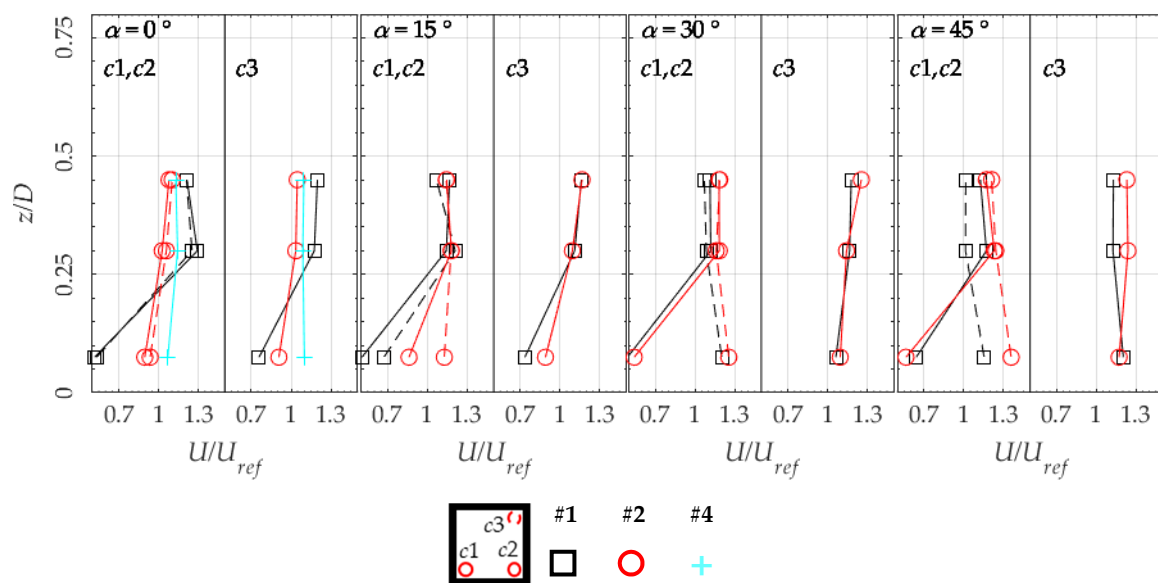 α = 0 ° α = 15 ° α = 30 ° α = 45 °
c1,c2 c3 c1,c2 c3 c1,c2 c3 c1,c2 c3
0.75
0.5
0.25
0
z/D
0.7 1 1.3 0.7 1 1.3 0.7 1 1.3 0.7 1 1.3 0.7 1 1.3 0.7 1 1.3 0.7 1 1.3 0.7 1 1.3
U/Uref U/Uref U/Uref U/Uref
#1 #2 #4
c3
c1 c2